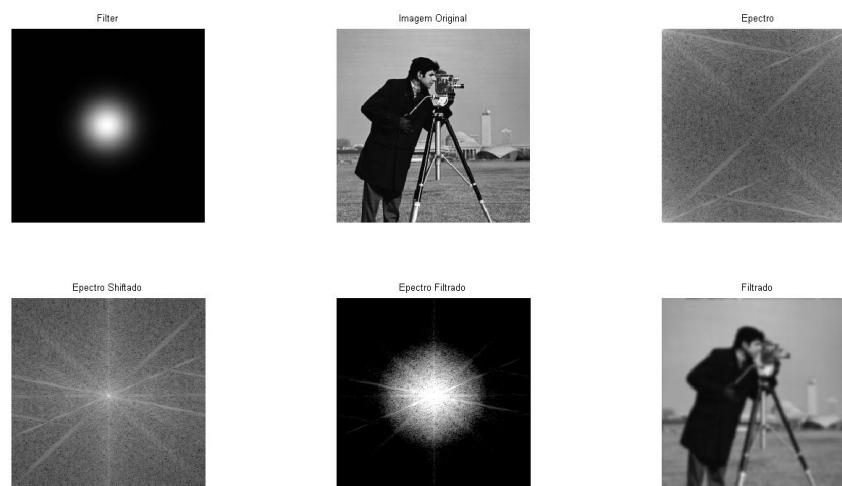 Filter
Imagem Original
Epectro
Epectro Shiftado
Epectro Filtrado
Filtrado